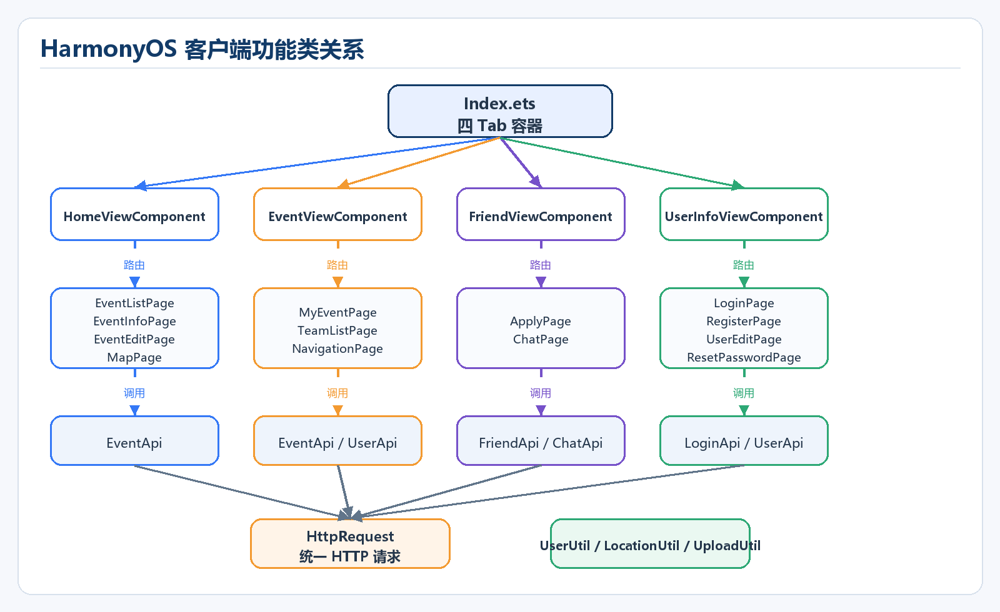 HarmonyOS 客户端功能类关系
Index.ets
四 Tab 容器
HomeViewComponent
EventViewComponent
FriendViewComponent
UserInfoViewComponent
路由
路由
路由
路由
EventListPage
EventInfoPage
EventEditPage
MapPage
MyEventPage
TeamListPage
NavigationPage
ApplyPage
ChatPage
LoginPage
RegisterPage
UserEditPage
ResetPasswordPage
调用
调用
调用
调用
EventApi
EventApi / UserApi
FriendApi / ChatApi
LoginApi / UserApi
HttpRequest
统一 HTTP 请求
UserUtil / LocationUtil / UploadUtil